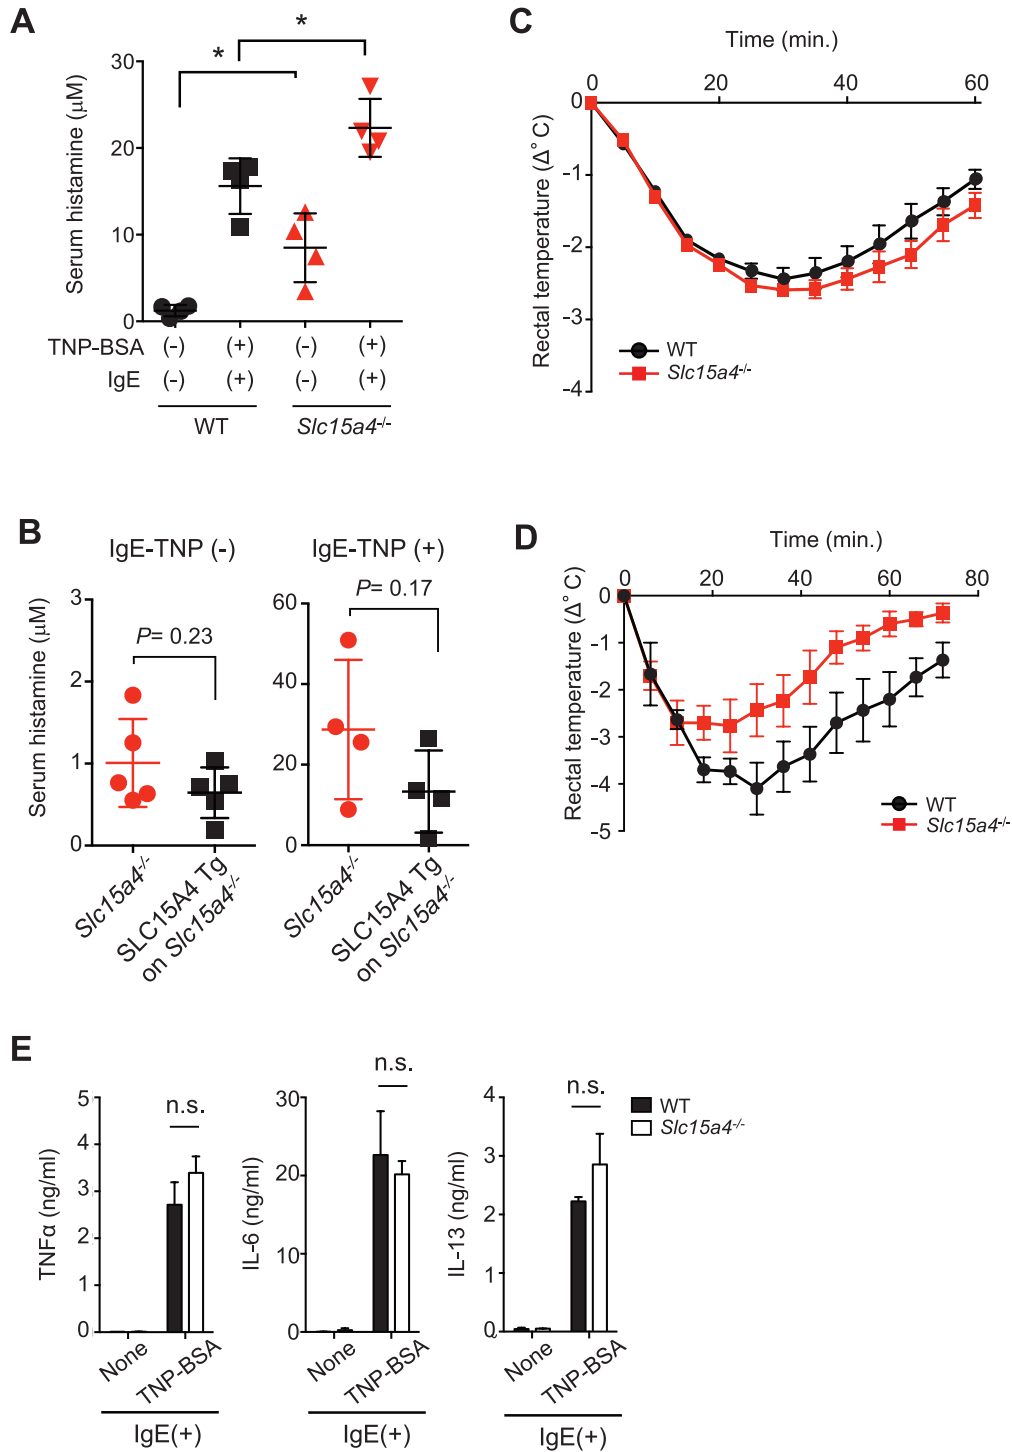 A
*
*
Serum histamine (μM)
30
20
10
0
TNP-BSA (-) (+) (-) (+)
IgE (-) (+) (-) (+)
WT Slc15a4-/-
C
Time (min.)
0 20 40 60
Rectal temperature (Δ° C)
0
-1
-2
-3
-4
WT
Slc15a4-/-
B
IgE-TNP (-)
Serum histamine (μM)
3
2
1
0
P= 0.23
Slc15a4-/-
SLC15A4 Tg
on Slc15a4-/-
IgE-TNP (+)
60
40
20
0
P= 0.17
Slc15a4-/-
SLC15A4 Tg
on Slc15a4-/-
D
Time (min.)
0 20 40 60 80
Rectal temperature (Δ° C)
0
-1
-2
-3
-4
-5
WT
Slc15a4-/-
E
TNFα (ng/ml)
5
4
3
2
1
0
n.s.
None
TNP-BSA
IgE(+)
IL-6 (ng/ml)
30
20
10
0
n.s.
None
TNP-BSA
IgE(+)
IL-13 (ng/ml)
4
3
2
1
0
n.s.
None
TNP-BSA
IgE(+)
WT
Slc15a4-/-